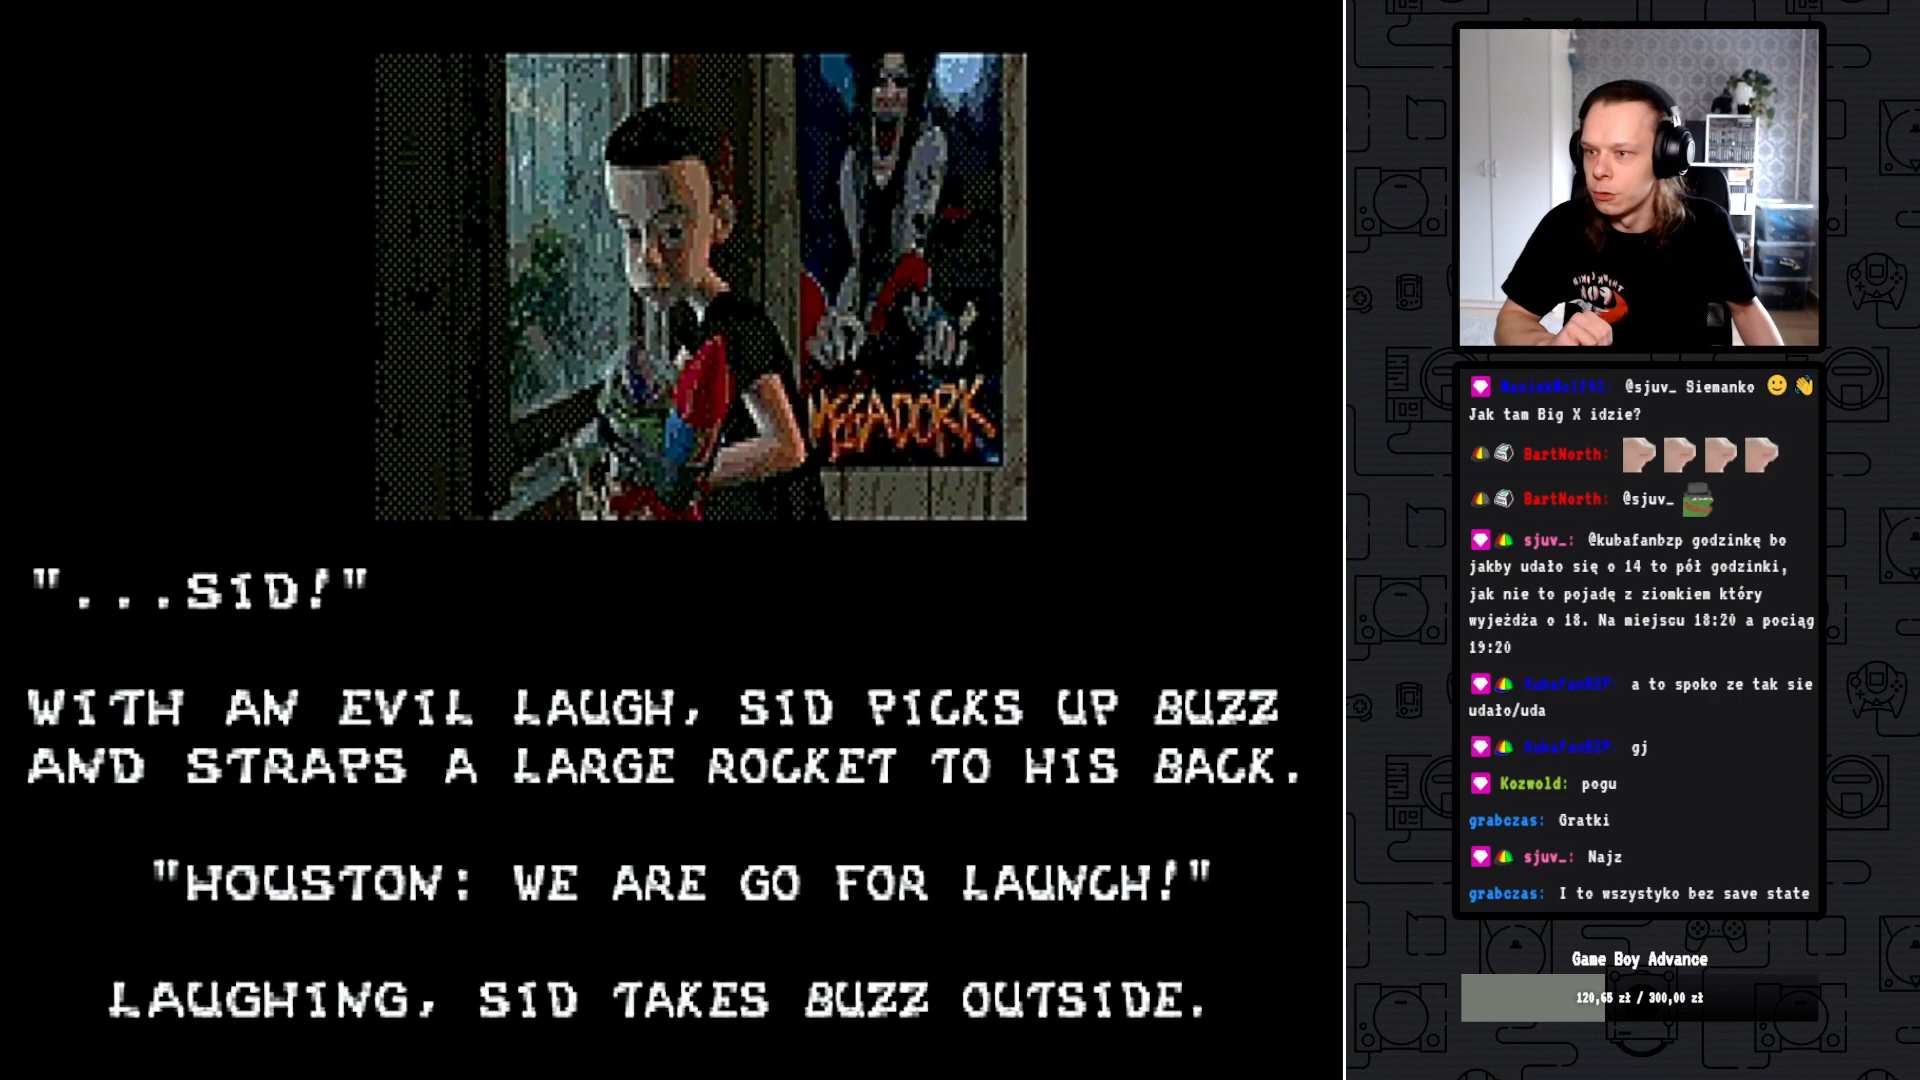 MEGADORK
"...SID!"
WITH AN EVIL LAUGH, SID PICKS UP BUZZ
AND STRAPS A LARGE ROCKET TO HIS BACK.
"HOUSTON: WE ARE GO FOR LAUNCH!"
LAUGHING, SID TAKES BUZZ OUTSIDE.
@sjuv_ Siemanko
Jak tam Big X idzie?
BartNorth:
BartNorth: @sjuv_
sjuv_: @kubafanbzp godzinkę bo
jakby udało się o 14 to pół godzinki,
jak nie to pojadę z ziomkiem który
wyjeżdża o 18. Na miejscu 18:20 a pociąg
19:20
KubaFanBZP: a to spoko ze tak sie
udało/uda
KubaFanBZP: gj
Kozwold: pogu
grabczas: Gratki
sjuv_: Najz
grabczas: I to wszystyko bez save state
Game Boy Advance
120,65 zł / 300,00 zł